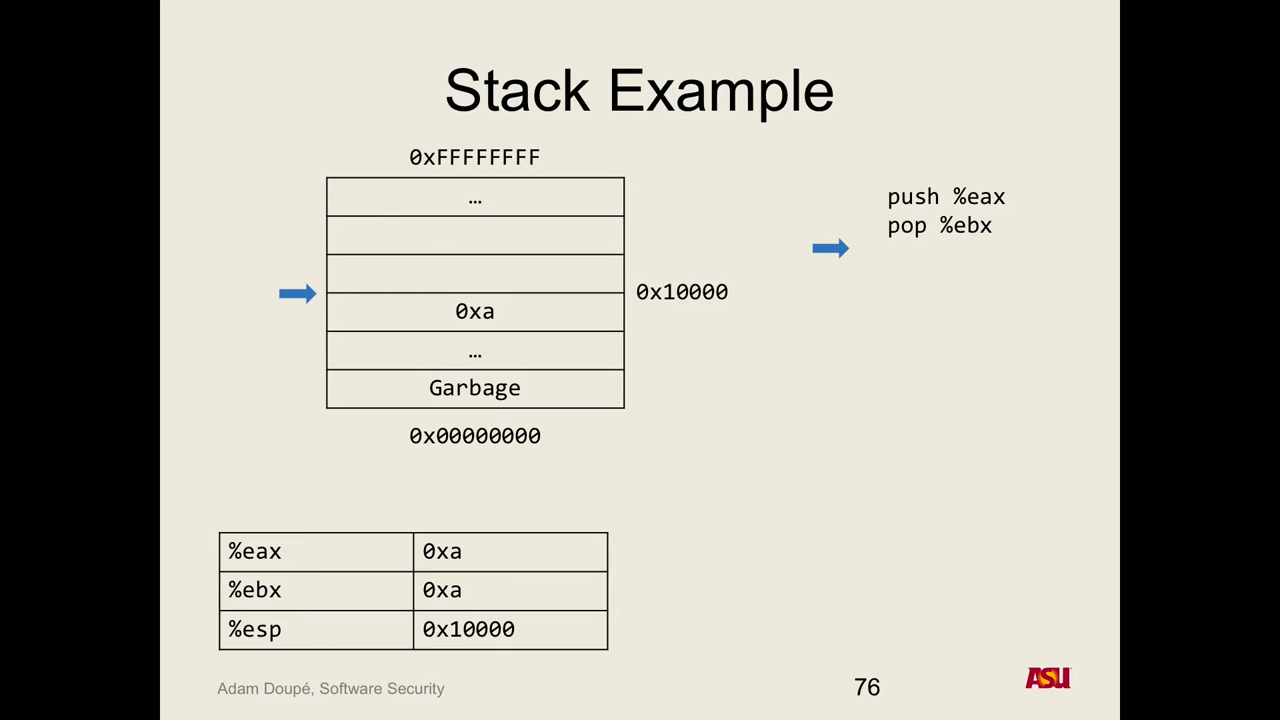 Stack Example
0xFFFFFFFF
…
0xa
…
Garbage
0x00000000
0x10000
push %eax
pop %ebx
%eax 0xa
%ebx 0xa
%esp 0x10000
Adam Doupé, Software Security
76
ASU